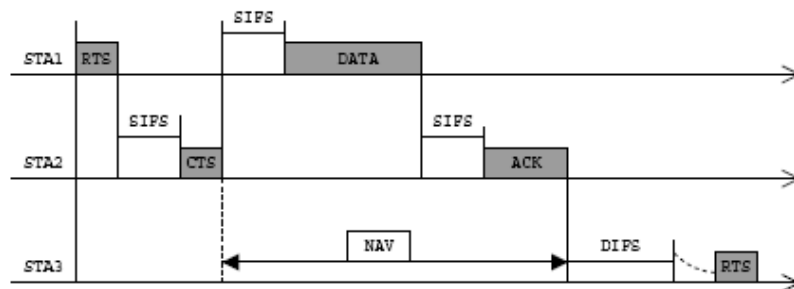 SIFS
STA1 RTS DATA
SIFS SIFS
STA2 CTS ACK
NAV DIFS
STA3 RTS